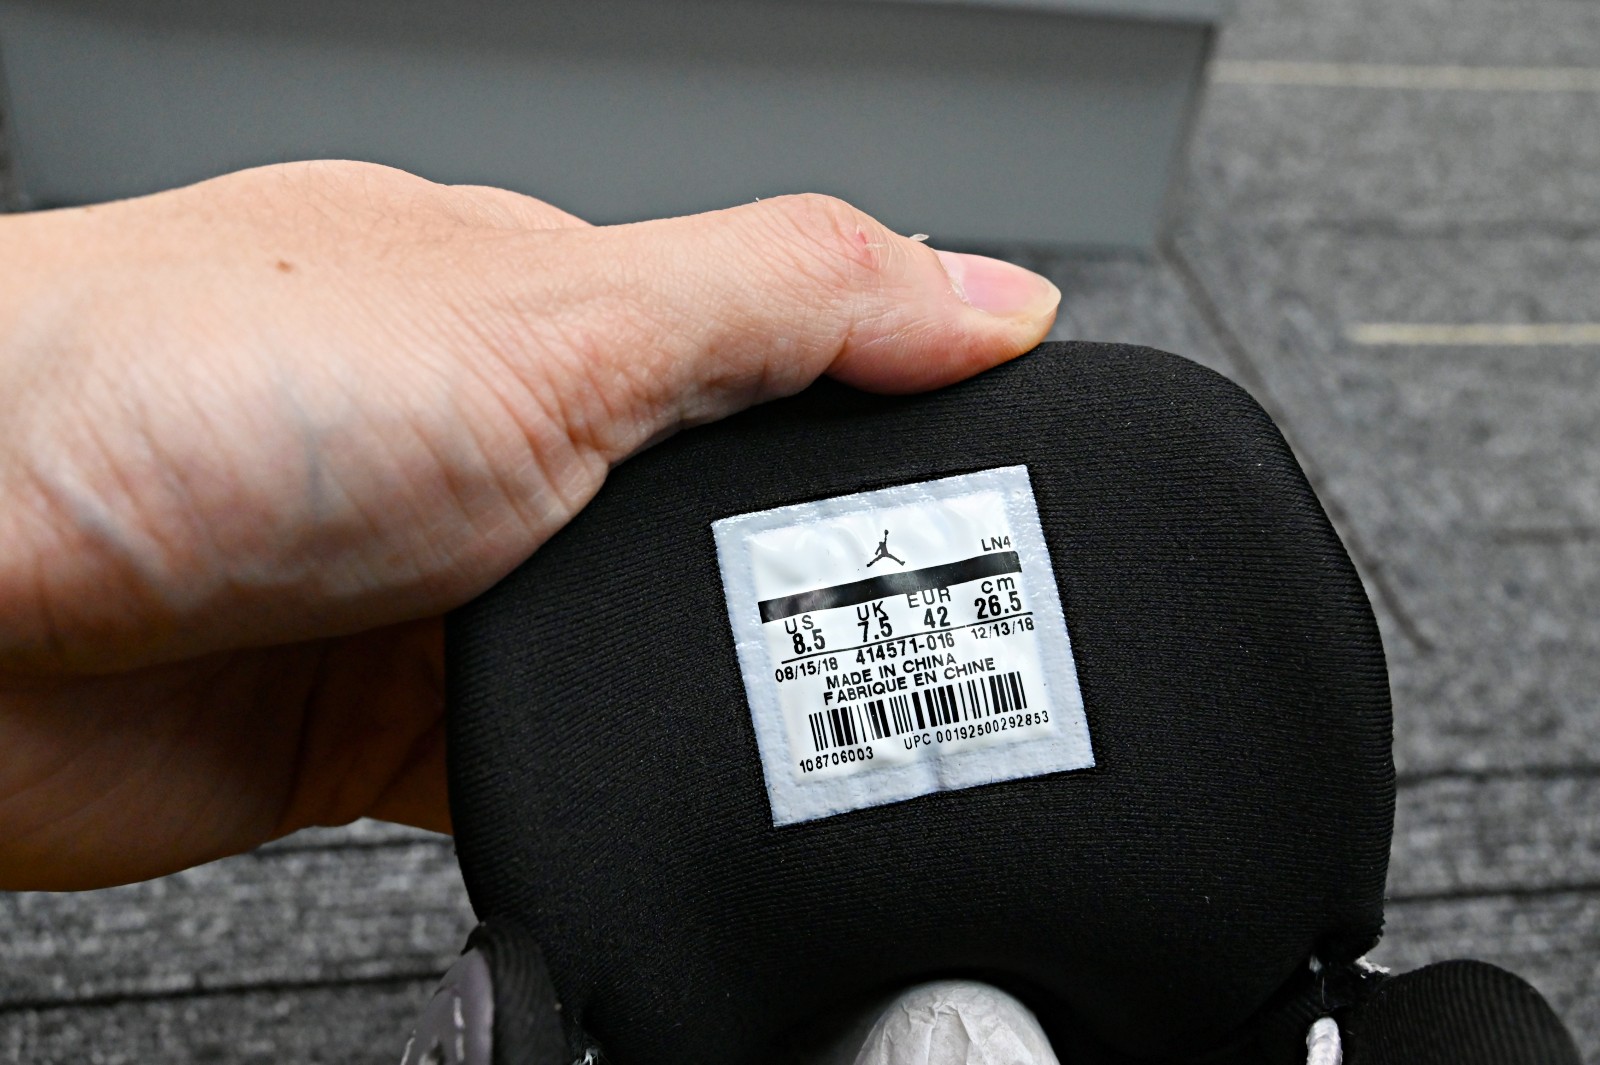 LN4
US UK EUR cm
8.5 7.5 42 26.5
08/15/18 414571-016 12/13/18
MADE IN CHINA
FABRIQUE EN CHINE
108706003 UPC 00192500292853